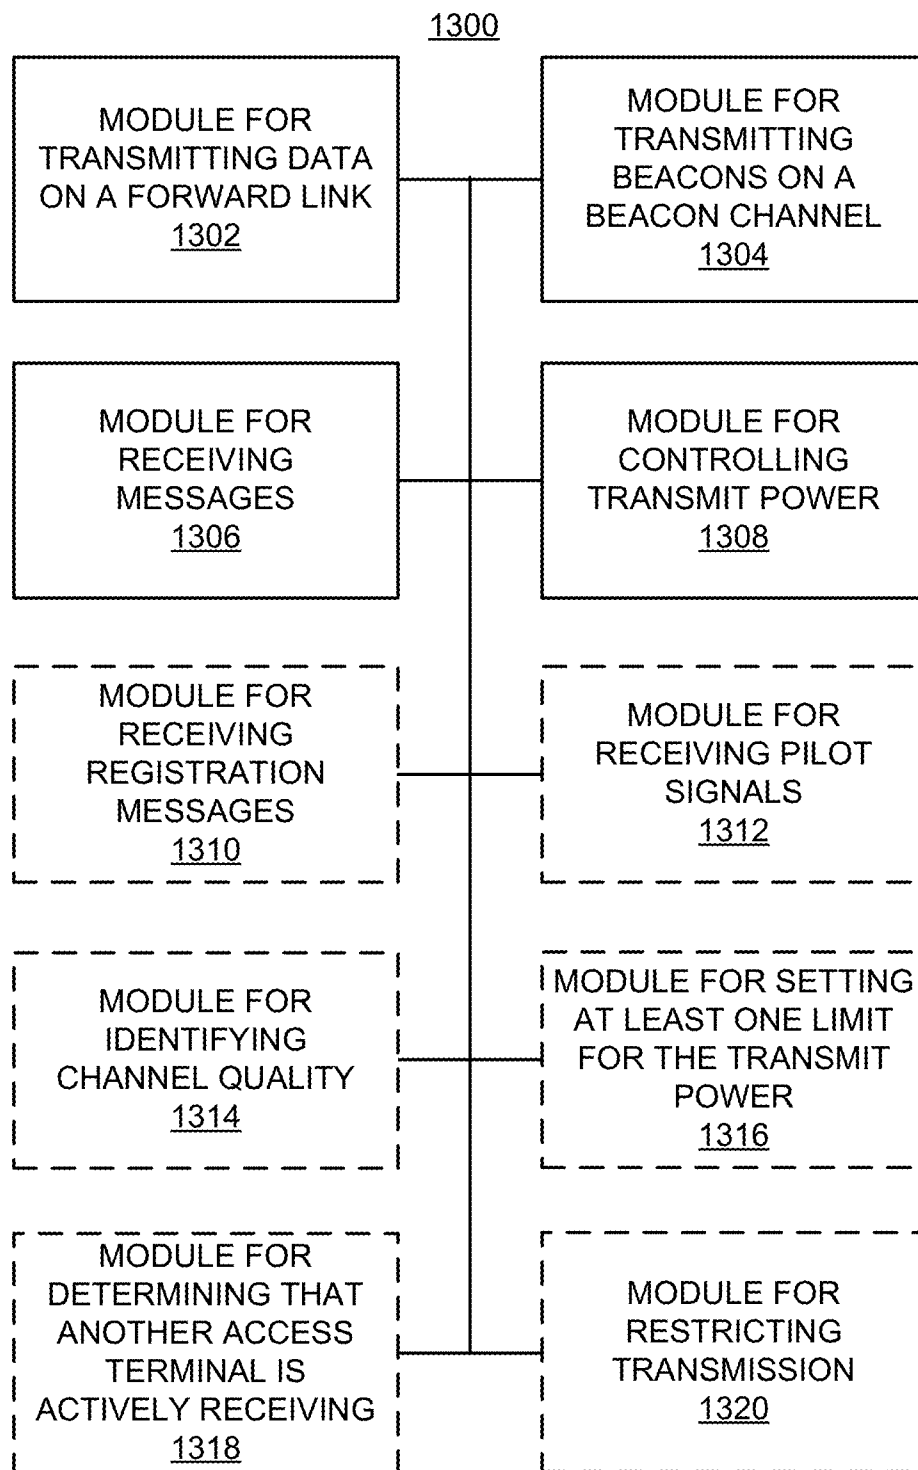 1300
MODULE FOR
TRANSMITTING DATA
ON A FORWARD LINK
1302
MODULE FOR
TRANSMITTING
BEACONS ON A
BEACON CHANNEL
1304
MODULE FOR
RECEIVING
MESSAGES
1306
MODULE FOR
CONTROLLING
TRANSMIT POWER
1308
MODULE FOR
RECEIVING
REGISTRATION
MESSAGES
1310
MODULE FOR
RECEIVING PILOT
SIGNALS
1312
MODULE FOR
IDENTIFYING
CHANNEL QUALITY
1314
MODULE FOR SETTING
AT LEAST ONE LIMIT
FOR THE TRANSMIT
POWER
1316
MODULE FOR
DETERMINING THAT
ANOTHER ACCESS
TERMINAL IS
ACTIVELY RECEIVING
1318
MODULE FOR
RESTRICTING
TRANSMISSION
1320